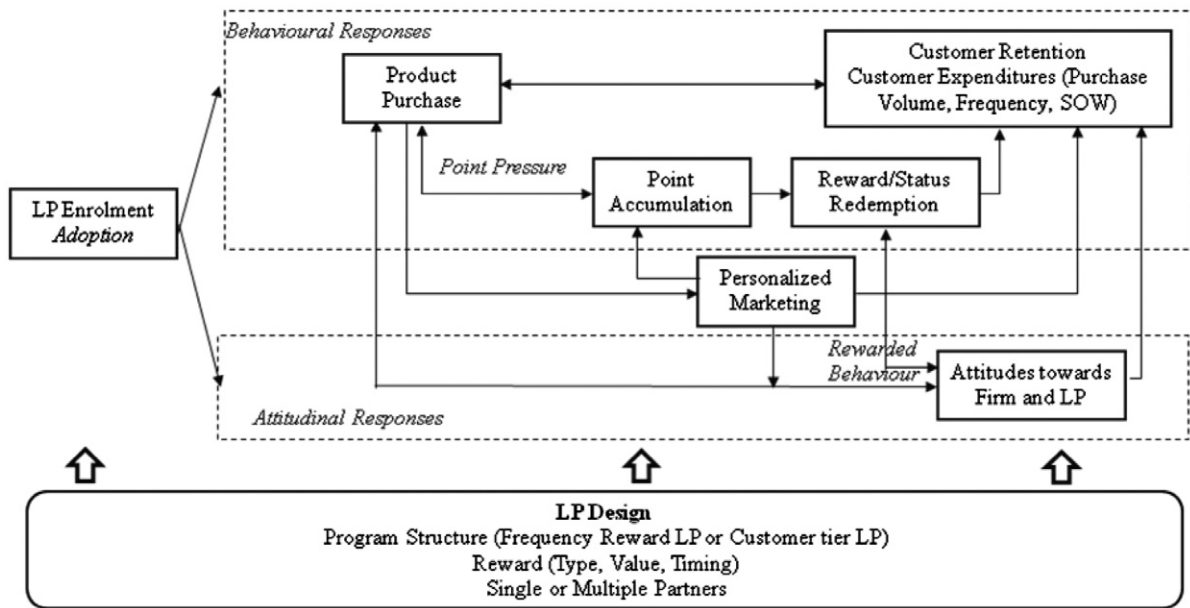 Behavioural Responses
Product
Purchase
Customer Retention
Customer Expenditures (Purchase
Volume, Frequency, SOW)
Point Pressure
Point
Accumulation
Reward/Status
Redemption
LP Enrolment
Adoption
Personalized
Marketing
Rewarded
Behaviour
Attitudes towards
Firm and LP
Attitudinal Responses
LP Design
Program Structure (Frequency Reward LP or Customer tier LP)
Reward (Type, Value, Timing)
Single or Multiple Partners